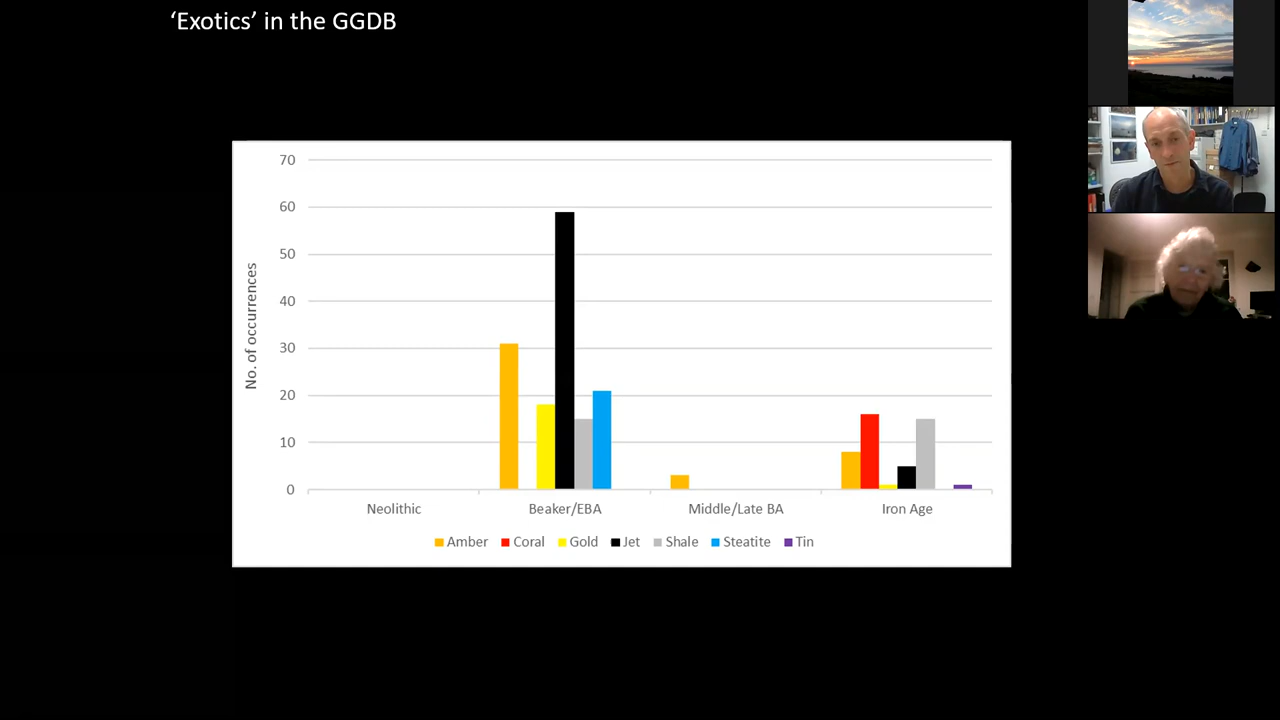 ‘Exotics’ in the GGDB
No. of occurrences
70
60
50
40
30
20
10
0
Neolithic Beaker/EBA Middle/Late BA Iron Age
Amber Coral Gold Jet Shale Steatite Tin